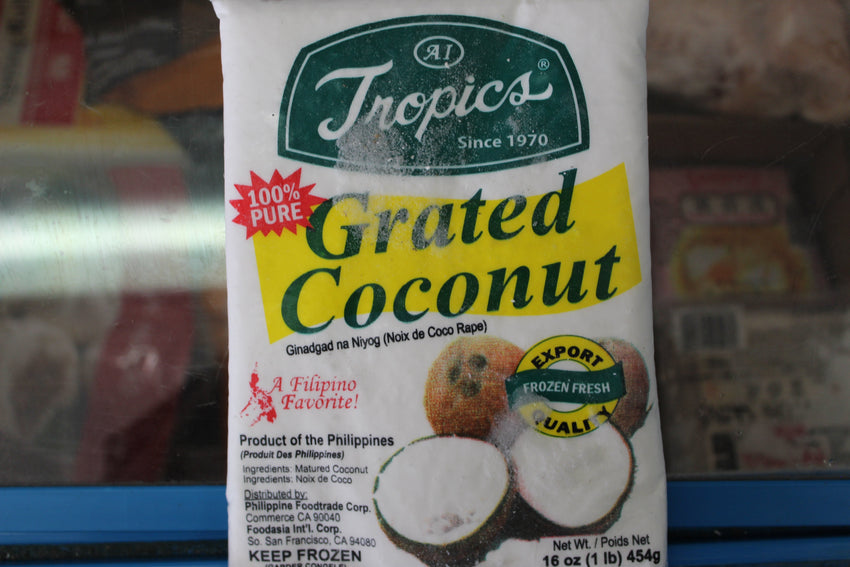 A.I
Tropics®
Since 1970
100%
PURE
Grated
Coconut
Ginadgad na Niyog (Noix de Coco Rape)
A Filipino
Favorite!
EXPORT
FROZEN FRESH
QUALITY
Product of the Philippines
(Produit Des Philippines)
Ingredients: Matured Coconut
Ingredients: Noix de Coco
Distributed by:
Philippine Foodtrade Corp.
Commerce CA 90040
Foodasia Int'l. Corp.
So. San Francisco, CA 94080
KEEP FROZEN
Net Wt. / Poids Net
16 oz (1 lb) 454g